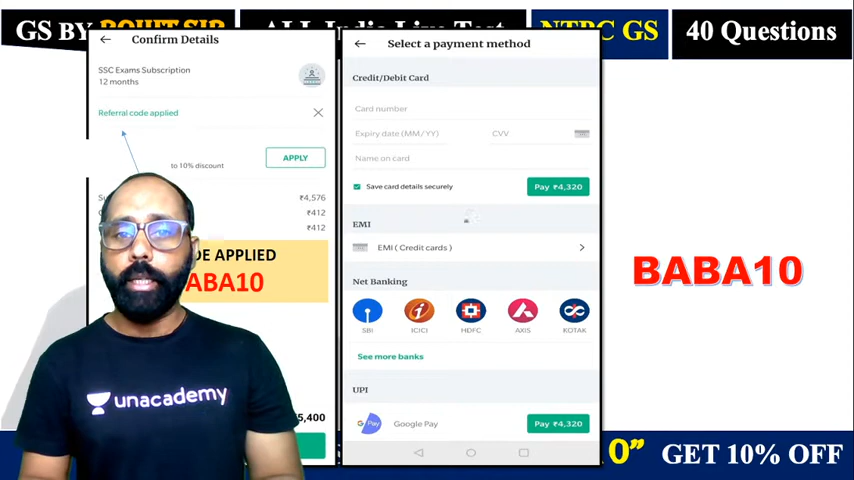 GS BY ROHIT SIR
ALL India Live Test
NTPC GS
40 Questions
Confirm Details
SSC Exams Subscription
12 months
Referral code applied
to 10% discount
APPLY
₹4,576
₹412
₹412
DE APPLIED
ABA10
5,400
unacademy
Select a payment method
Credit/Debit Card
Card number
Expiry date (MM/YY)
CVV
Name on card
Save card details securely
Pay ₹4,320
EMI
EMI ( Credit cards )
Net Banking
SBI
ICICI
HDFC
AXIS
KOTAK
See more banks
UPI
G Pay
Google Pay
Pay ₹4,320
BABA10
0”
GET 10% OFF